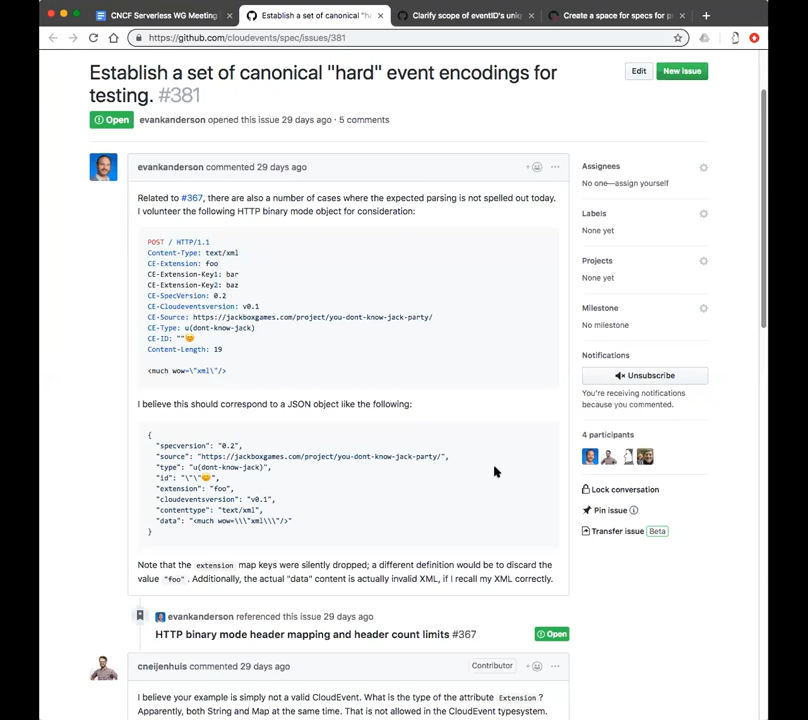 CNCF Serverless WG Meeting
Establish a set of canonical "h
Clarify scope of eventID's uniq
Create a space for specs for p
https://github.com/cloudevents/spec/issues/381
Establish a set of canonical "hard" event encodings for
testing. #381
Edit
New issue
Open
evankanderson opened this issue 29 days ago · 5 comments
evankanderson commented 29 days ago
Related to #367, there are also a number of cases where the expected parsing is not spelled out today.
I volunteer the following HTTP binary mode object for consideration:
POST / HTTP/1.1
Content-Type: text/xml
CE-Extension: foo
CE-Extension-Key1: bar
CE-Extension-Key2: baz
CE-SpecVersion: 0.2
CE-Cloudeventsversion: v0.1
CE-Source: https://jackboxgames.com/project/you-dont-know-jack-party/
CE-Type: u(dont-know-jack)
CE-ID: ""😊
Content-Length: 19
<much wow=\"xml\"/>
I believe this should correspond to a JSON object like the following:
{
"specversion": "0.2",
"source": "https://jackboxgames.com/project/you-dont-know-jack-party/",
"type": "u(dont-know-jack)",
"id": "\"\"😊",
"extension": "foo",
"cloudeventsversion": "v0.1",
"contenttype": "text/xml",
"data": "<much wow=\\\"xml\\\"/>"
}
Note that the extension map keys were silently dropped; a different definition would be to discard the
value "foo". Additionally, the actual "data" content is actually invalid XML, if I recall my XML correctly.
evankanderson referenced this issue 29 days ago
HTTP binary mode header mapping and header count limits #367
Open
cneijenhuis commented 29 days ago
Contributor
I believe your example is simply not a valid CloudEvent. What is the type of the attribute Extension ?
Apparently, both String and Map at the same time. That is not allowed in the CloudEvent typesystem.
Assignees
No one—assign yourself
Labels
None yet
Projects
None yet
Milestone
No milestone
Notifications
Unsubscribe
You're receiving notifications
because you commented.
4 participants
Lock conversation
Pin issue
Transfer issue Beta